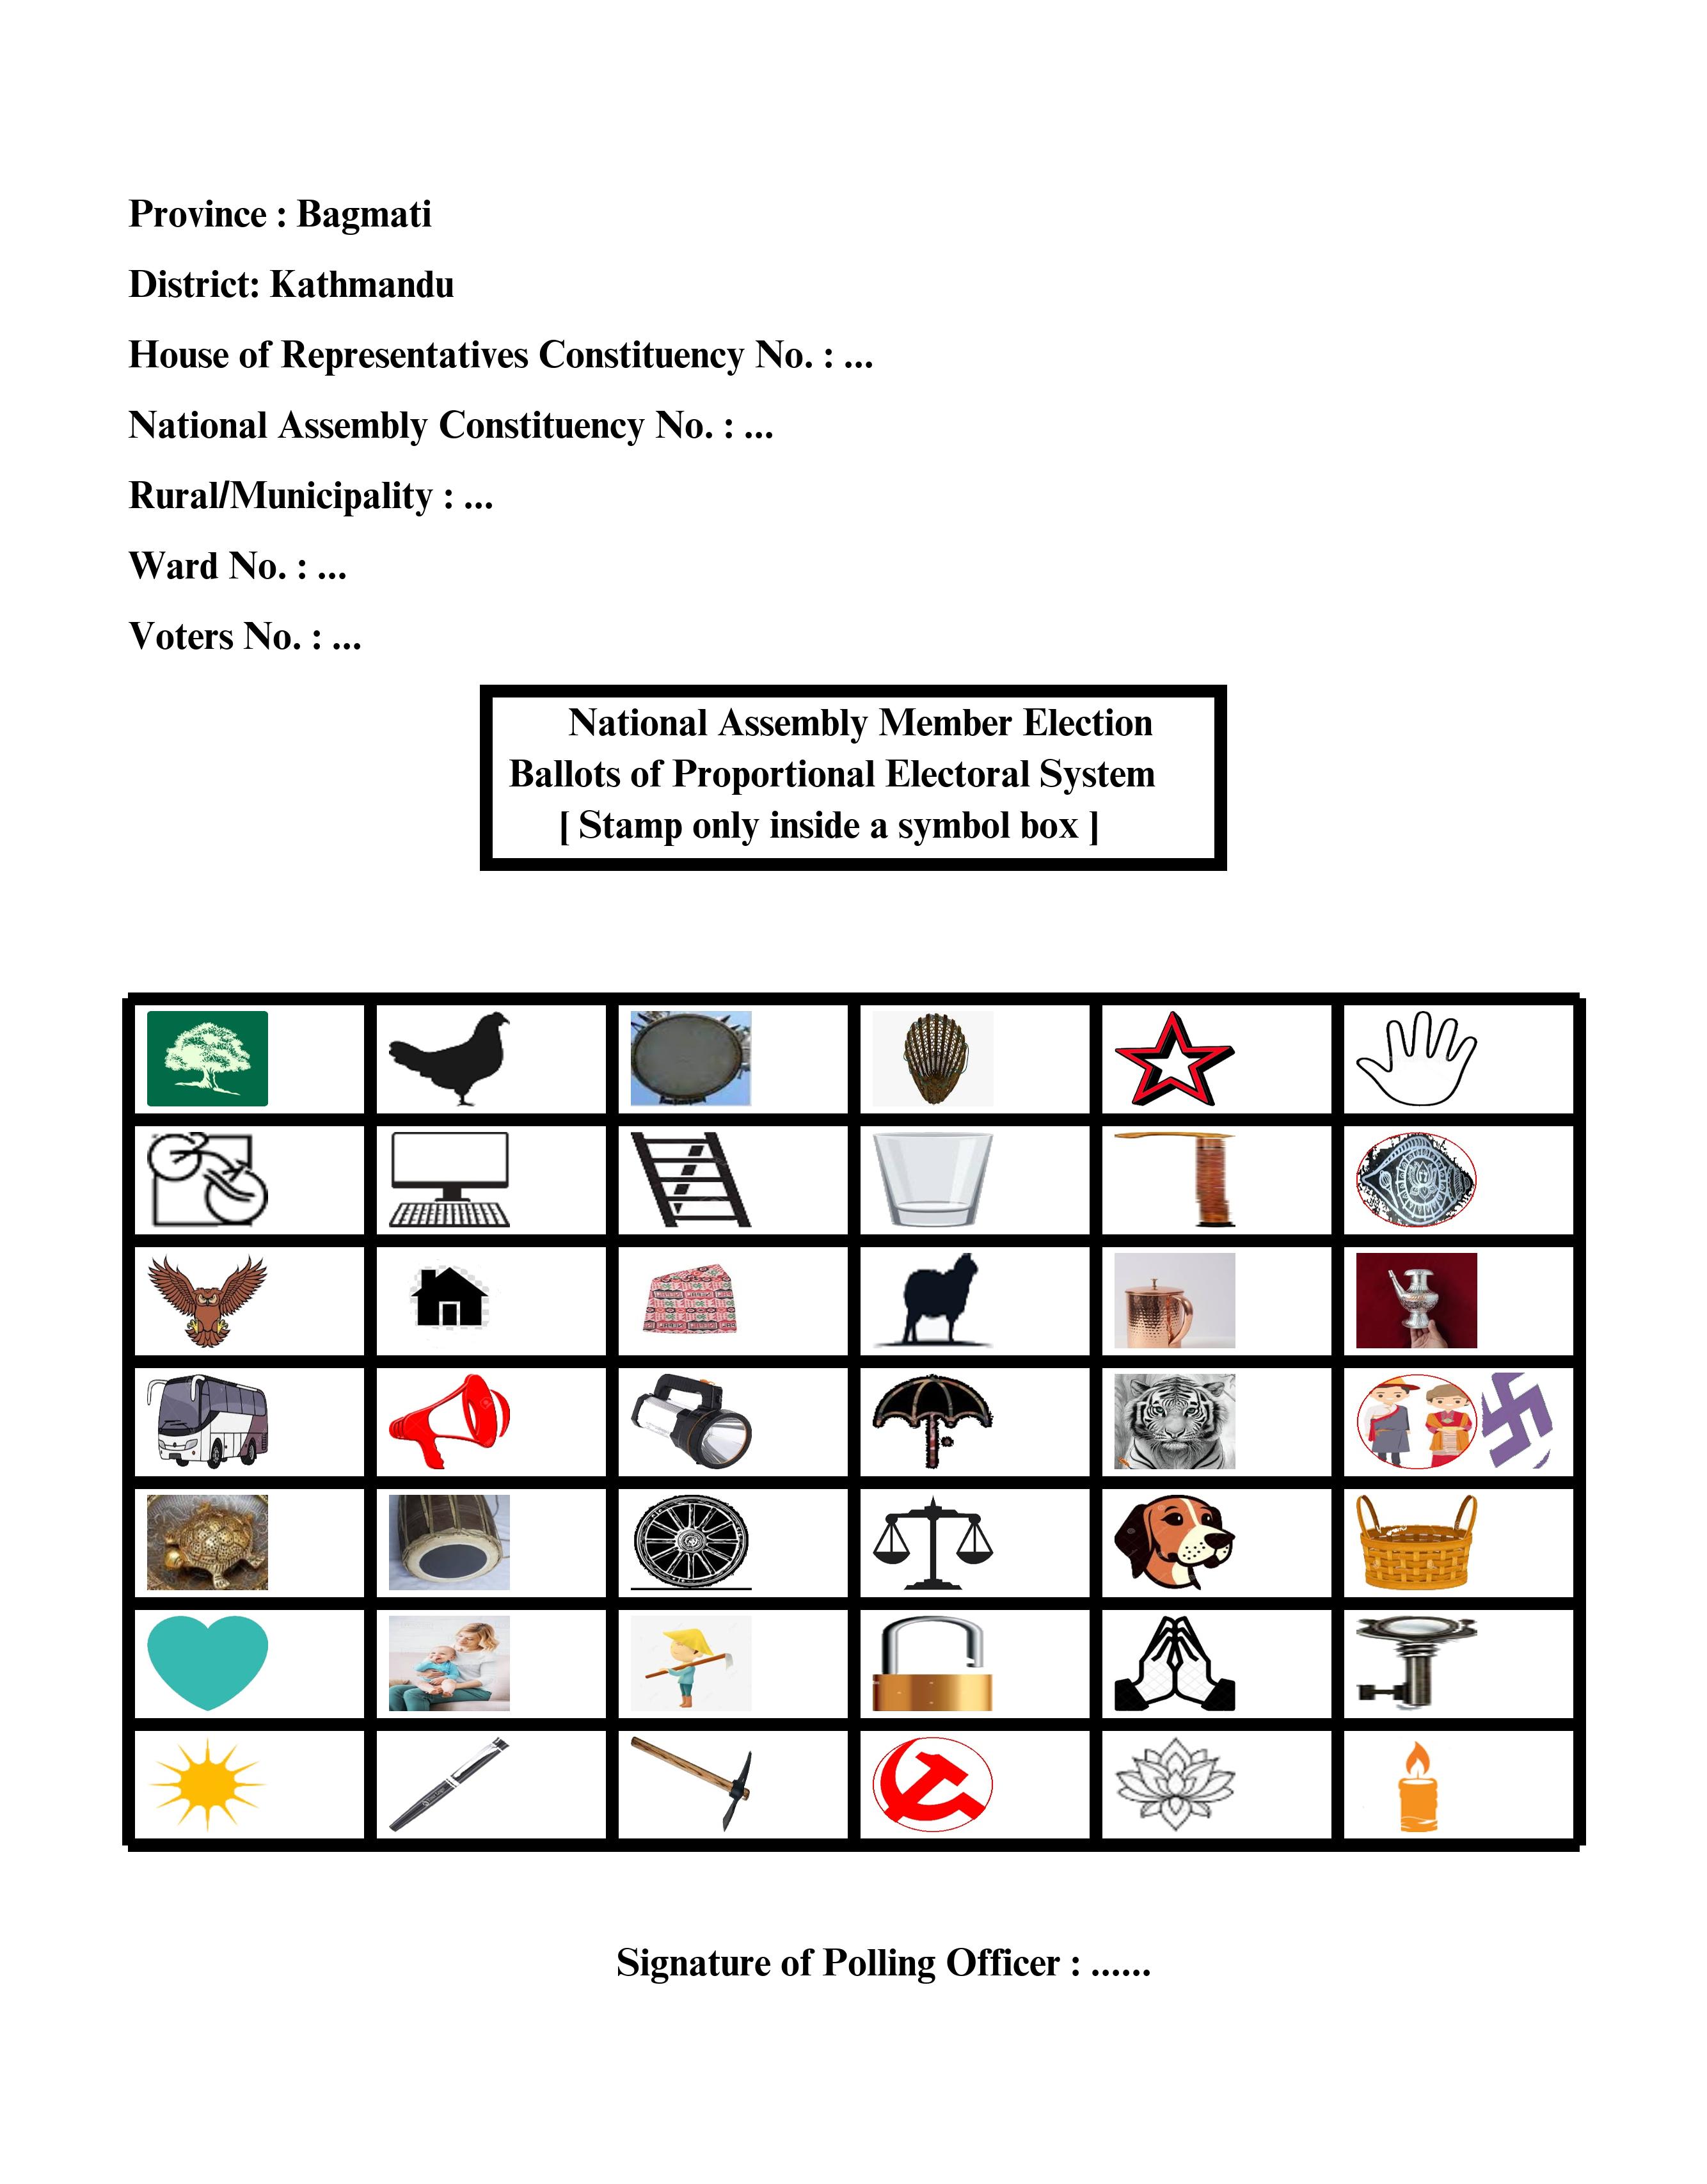 Province : Bagmati
District: Kathmandu
House of Representatives Constituency No. : ...
National Assembly Constituency No. : ...
Rural/Municipality : ...
Ward No. : ...
Voters No. : ...
National Assembly Member Election
Ballots of Proportional Electoral System
[ Stamp only inside a symbol box ]
Signature of Polling Officer : ......